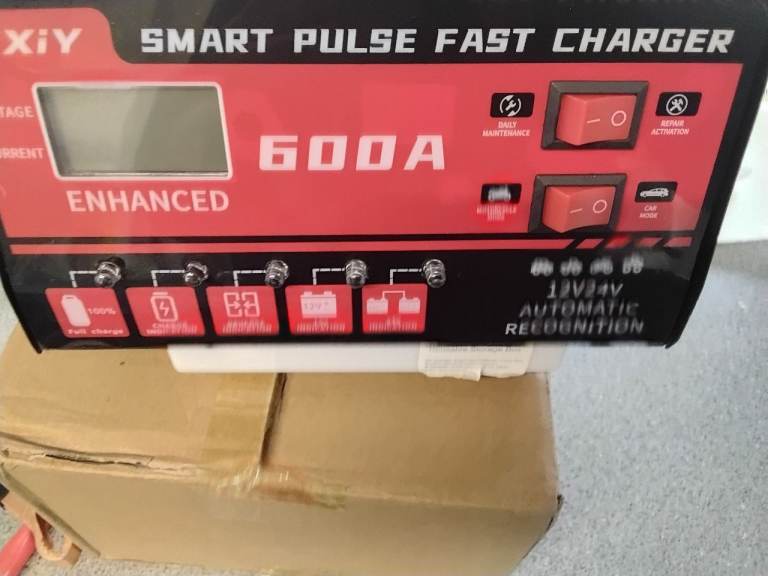 XiY SMART PULSE FAST CHARGER
TAGE
RRENT
600A
ENHANCED
DAILY
MAINTENANCE
REPAIR
ACTIVATION
CAR
MODE
100%
Full charge
12V24V
AUTOMATIC
RECOGNITION